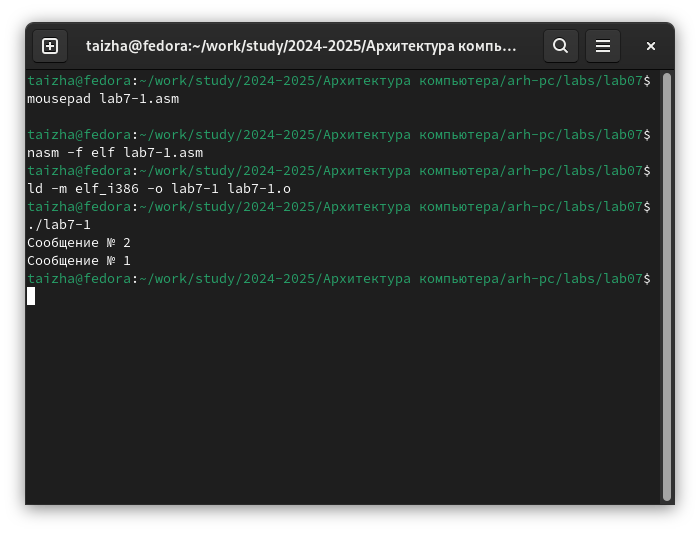 taizha@fedora:~/work/study/2024-2025/Архитектура компь...
taizha@fedora:~/work/study/2024-2025/Архитектура компьютера/arh-pc/labs/lab07$
mousepad lab7-1.asm
taizha@fedora:~/work/study/2024-2025/Архитектура компьютера/arh-pc/labs/lab07$
nasm -f elf lab7-1.asm
taizha@fedora:~/work/study/2024-2025/Архитектура компьютера/arh-pc/labs/lab07$
ld -m elf_i386 -o lab7-1 lab7-1.o
taizha@fedora:~/work/study/2024-2025/Архитектура компьютера/arh-pc/labs/lab07$
./lab7-1
Сообщение № 2
Сообщение № 1
taizha@fedora:~/work/study/2024-2025/Архитектура компьютера/arh-pc/labs/lab07$